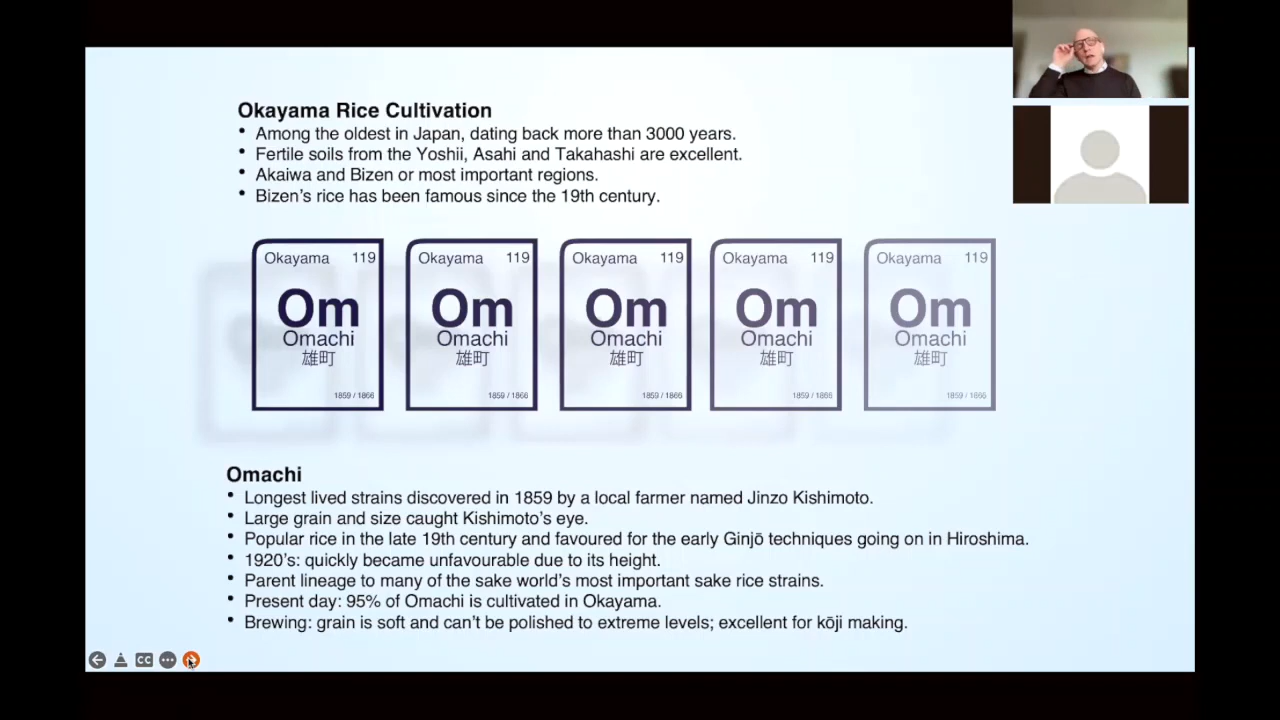 Okayama Rice Cultivation
• Among the oldest in Japan, dating back more than 3000 years.
• Fertile soils from the Yoshii, Asahi and Takahashi are excellent.
• Akaiwa and Bizen or most important regions.
• Bizen's rice has been famous since the 19th century.
Okayama 119 Okayama 119 Okayama 119 Okayama 119 Okayama 119
Om Om Om Om Om
Omachi Omachi Omachi Omachi Omachi
雄町 雄町 雄町 雄町 雄町
1859 / 1866 1859 / 1866 1859 / 1866 1859 / 1866 1859 / 1866
Omachi
• Longest lived strains discovered in 1859 by a local farmer named Jinzo Kishimoto.
• Large grain and size caught Kishimoto's eye.
• Popular rice in the late 19th century and favoured for the early Ginjō techniques going on in Hiroshima.
• 1920's: quickly became unfavourable due to its height.
• Parent lineage to many of the sake world's most important sake rice strains.
• Present day: 95% of Omachi is cultivated in Okayama.
• Brewing: grain is soft and can't be polished to extreme levels; excellent for kōji making.
CC